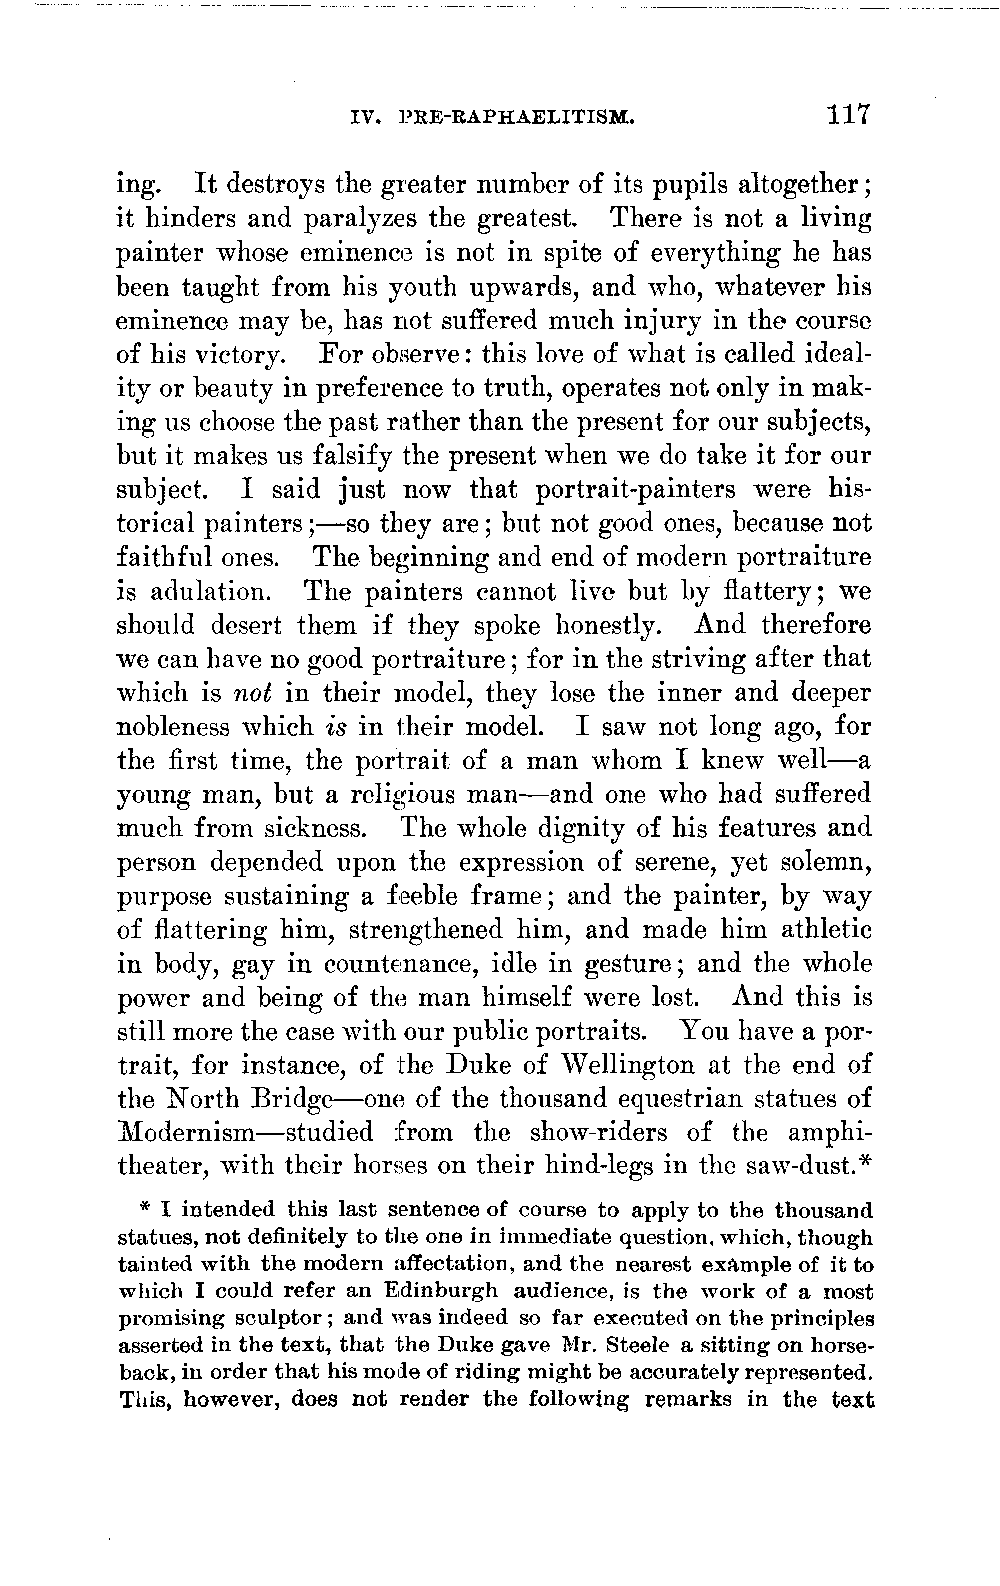 IV. PRE-RAPHAELITISM. 117
ing. It destroys the greater number of its pupils altogether;
it hinders and paralyzes the greatest. There is not a living
painter whose eminence is not in spite of everything he has
been taught from his youth upwards, and who, whatever his
eminence may be, has not suffered much injury in the course
of his victory. For observe: this love of what is called ideal-
ity or beauty in preference to truth, operates not only in mak-
ing us choose the past rather than the present for our subjects,
but it makes us falsify the present when we do take it for our
subject. I said just now that portrait-painters were his-
torical painters;—so they are; but not good ones, because not
faithful ones. The beginning and end of modern portraiture
is adulation. The painters cannot live but by flattery; we
should desert them if they spoke honestly. And therefore
we can have no good portraiture; for in the striving after that
which is not in their model, they lose the inner and deeper
nobleness which is in their model. I saw not long ago, for
the first time, the portrait of a man whom I knew well—a
young man, but a religious man—and one who had suffered
much from sickness. The whole dignity of his features and
person depended upon the expression of serene, yet solemn,
purpose sustaining a feeble frame; and the painter, by way
of flattering him, strengthened him, and made him athletic
in body, gay in countenance, idle in gesture; and the whole
power and being of the man himself were lost. And this is
still more the case with our public portraits. You have a por-
trait, for instance, of the Duke of Wellington at the end of
the North Bridge—one of the thousand equestrian statues of
Modernism—studied from the show-riders of the amphi-
theater, with their horses on their hind-legs in the saw-dust.*
* I intended this last sentence of course to apply to the thousand
statues, not definitely to the one in immediate question, which, though
tainted with the modern affectation, and the nearest example of it to
which I could refer an Edinburgh audience, is the work of a most
promising sculptor; and was indeed so far executed on the principles
asserted in the text, that the Duke gave Mr. Steele a sitting on horse-
back, in order that his mode of riding might be accurately represented.
This, however, does not render the following remarks in the text